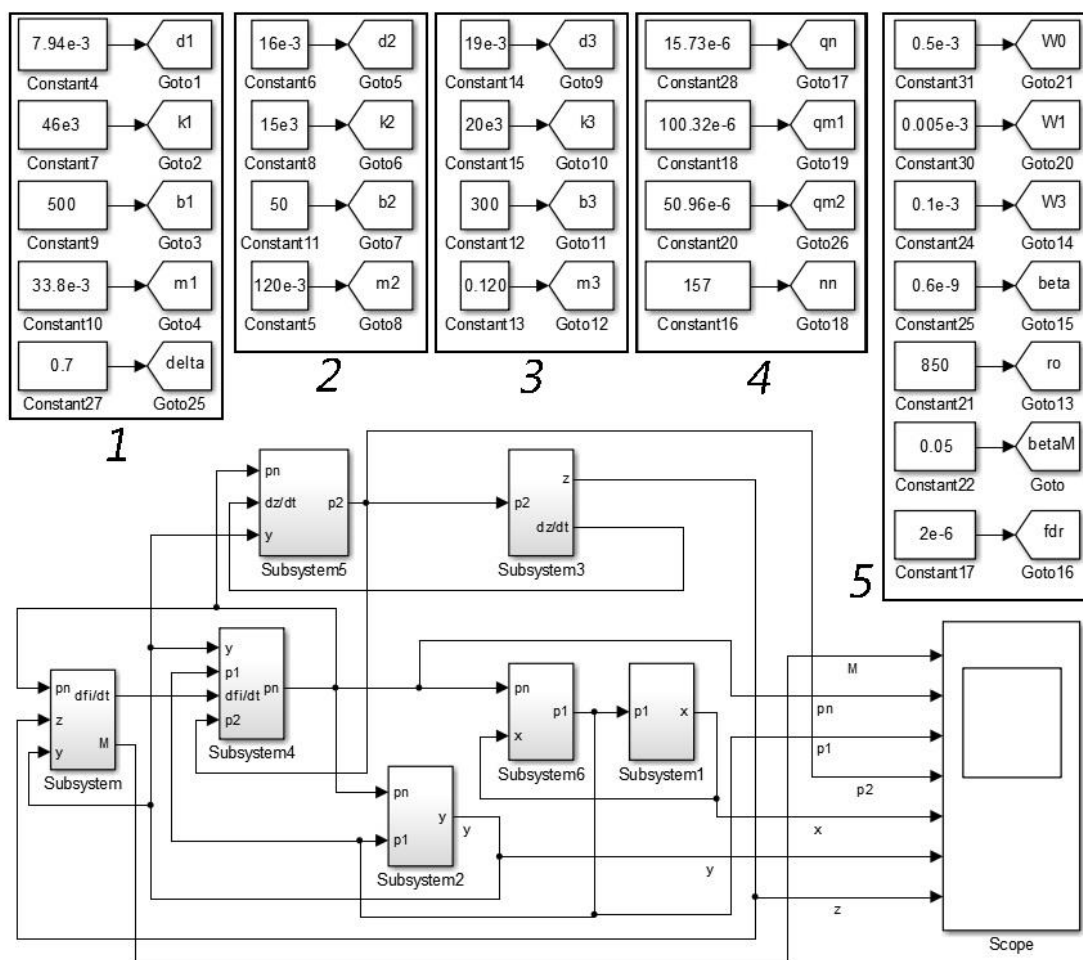 7.94e-3 d1
Constant4 Goto1
46e3 k1
Constant7 Goto2
500 b1
Constant9 Goto3
33.8e-3 m1
Constant10 Goto4
0.7 delta
Constant27 Goto25
1
16e-3 d2
Constant6 Goto5
15e3 k2
Constant8 Goto6
50 b2
Constant11 Goto7
120e-3 m2
Constant5 Goto8
2
19e-3 d3
Constant14 Goto9
20e3 k3
Constant15 Goto10
300 b3
Constant12 Goto11
0.120 m3
Constant13 Goto12
3
15.73e-6 qn
Constant28 Goto17
100.32e-6 qm1
Constant18 Goto19
50.96e-6 qm2
Constant20 Goto26
157 nn
Constant16 Goto18
4
0.5e-3 W0
Constant31 Goto21
0.005e-3 W1
Constant30 Goto20
0.1e-3 W3
Constant24 Goto14
0.6e-9 beta
Constant25 Goto15
850 ro
Constant21 Goto13
0.05 betaM
Constant22 Goto
2e-6 fdr
Constant17 Goto16
5
pn
dz/dt p2
y
Subsystem5
z
p2
dz/dt
Subsystem3
pn dfi/dt
z
y M
Subsystem
y
p1
dfi/dt pn
p2
Subsystem4
pn
p1
x
Subsystem6
p1 x
Subsystem1
pn
y
p1
Subsystem2
y
M
pn
p1
p2
x
y
z
Scope